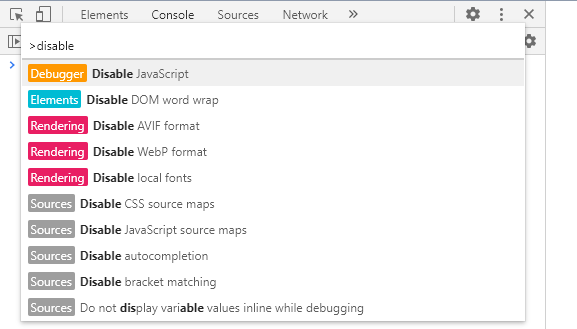 Elements Console Sources Network
>disable
Debugger Disable JavaScript
Elements Disable DOM word wrap
Rendering Disable AVIF format
Rendering Disable WebP format
Rendering Disable local fonts
Sources Disable CSS source maps
Sources Disable JavaScript source maps
Sources Disable autocompletion
Sources Disable bracket matching
Sources Do not display variable values inline while debugging